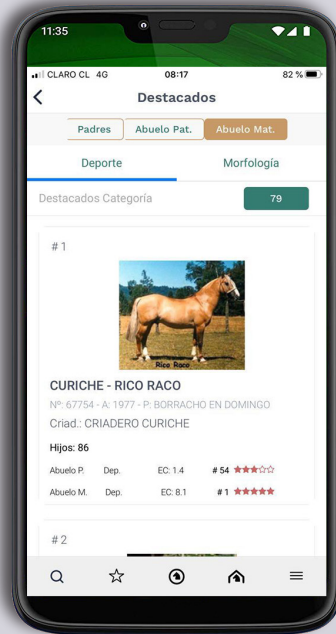 11:35
CLARO CL 4G 08:17 82 %
Destacados
Padres Abuelo Pat. Abuelo Mat.
Deporte Morfología
Destacados Categoría 79
# 1
Rico Raco
CURICHE - RICO RACO
Nº: 67754 - A: 1977 - P: BORRACHO EN DOMINGO
Criad.: CRIADERO CURICHE
Hijos: 86
Abuelo P. Dep. EC: 1.4 # 54 ★★★☆☆
Abuelo M. Dep. EC: 8.1 # 1 ★★★★★
# 2